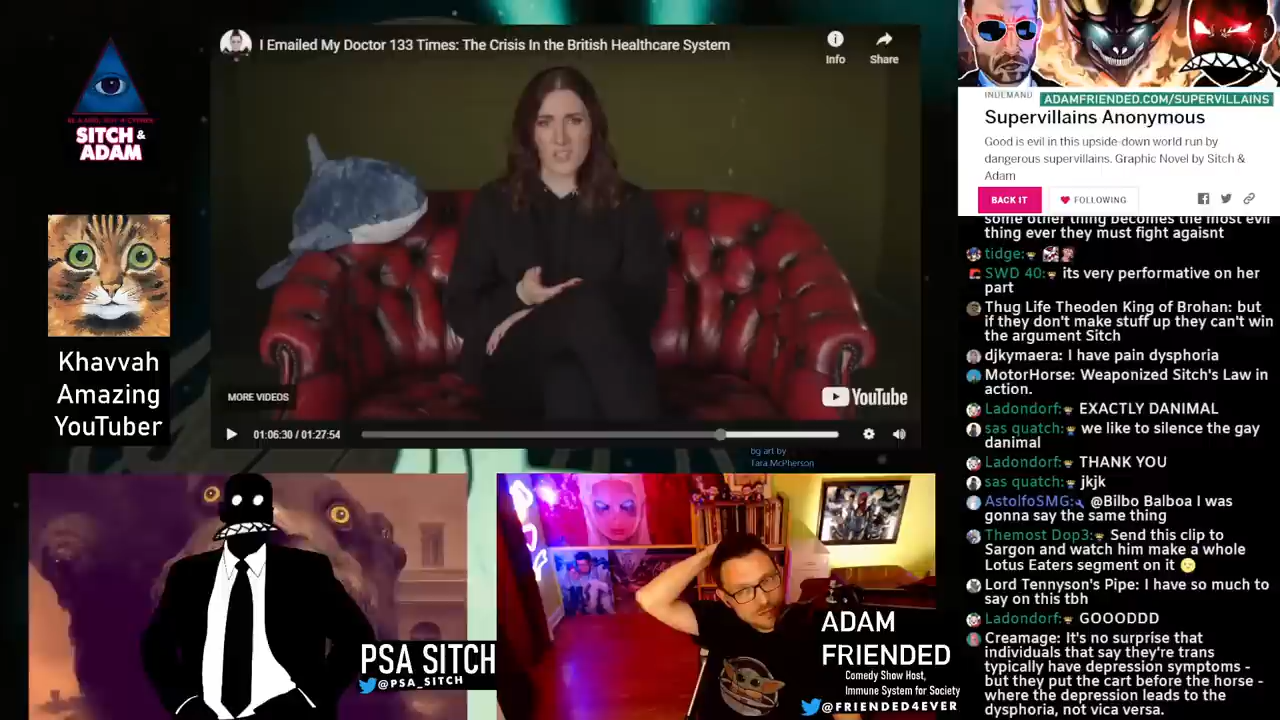 I Emailed My Doctor 133 Times: The Crisis In the British Healthcare System
Info
Share
SITCH &
ADAM
Khavvah
Amazing
YouTuber
MORE VIDEOS
YouTube
01:06:30 / 01:27:54
bg art by
Tara McPherson
PSA SITCH
@PSA_SITCH
ADAM
FRIENDED
Comedy Show Host,
Immune System for Society
@FRIENDED4EVER
INDEMAND
ADAMFRIENDED.COM/SUPERVILLAINS
Supervillains Anonymous
Good is evil in this upside-down world run by
dangerous supervillains. Graphic Novel by Sitch &
Adam
BACK IT
FOLLOWING
some other thing becomes the most evil
thing ever they must fight agaisnt
tidge:
SWD 40: its very performative on her
part
Thug Life Theoden King of Brohan: but
if they don't make stuff up they can't win
the argument Sitch
djkymaera: I have pain dysphoria
MotorHorse: Weaponized Sitch's Law in
action.
Ladondorf: EXACTLY DANIMAL
sas quatch: we like to silence the gay
danimal
Ladondorf: THANK YOU
sas quatch: jkjk
AstolfoSMG: @Bilbo Balboa I was
gonna say the same thing
Themost Dop3: Send this clip to
Sargon and watch him make a whole
Lotus Eaters segment on it
Lord Tennyson's Pipe: I have so much to
say on this tbh
Ladondorf: GOOODDD
Creamage: It's no surprise that
individuals that say they're trans
typically have depression symptoms -
but they put the cart before the horse -
where the depression leads to the
dysphoria, not vica versa.